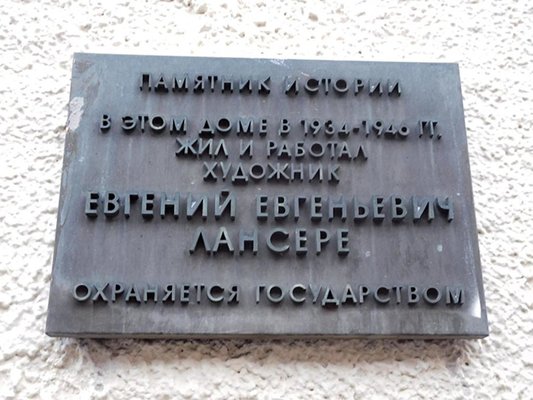 ПАМЯТНИК ИСТОРИИ
В ЭТОМ ДОМЕ В 1934-1946 ГГ.
ЖИЛ И РАБОТАЛ
ХУДОЖНИК
ЕВГЕНИЙ ЕВГЕНЬЕВИЧ
ЛАНСЕРЕ
ОХРАНЯЕТСЯ ГОСУДАРСТВОМ